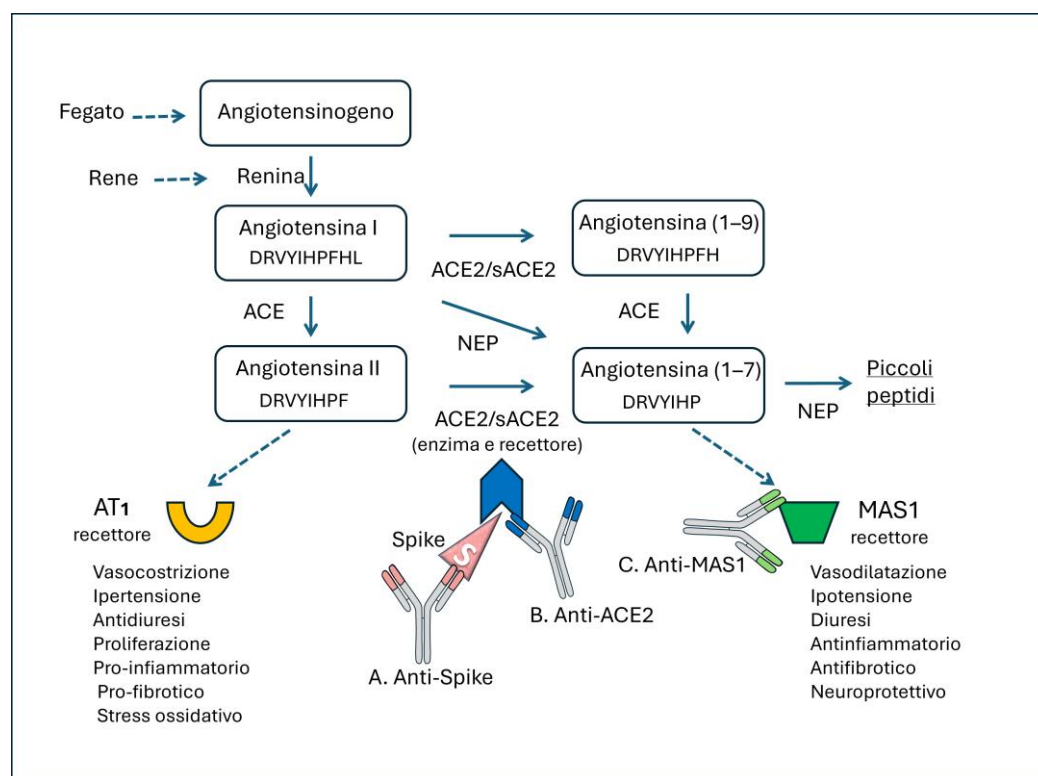 Fegato
Angiotensinogeno
Rene
Renina
Angiotensina I
DRVYIHPFHL
ACE2/sACE2
Angiotensina (1–9)
DRVYIHPFH
ACE
NEP
ACE
Angiotensina II
DRVYIHPF
ACE2/sACE2
(enzima e recettore)
Angiotensina (1–7)
DRVYIHP
NEP
Piccoli
peptidi
AT1
recettore
Vasocostrizione
Ipertensione
Antidiuresi
Proliferazione
Pro-infiammatorio
Pro-fibrotico
Stress ossidativo
Spike
S
A. Anti-Spike
B. Anti-ACE2
C. Anti-MAS1
MAS1
recettore
Vasodilatazione
Ipotensione
Diuresi
Antinfiammatorio
Antifibrotico
Neuroprotettivo